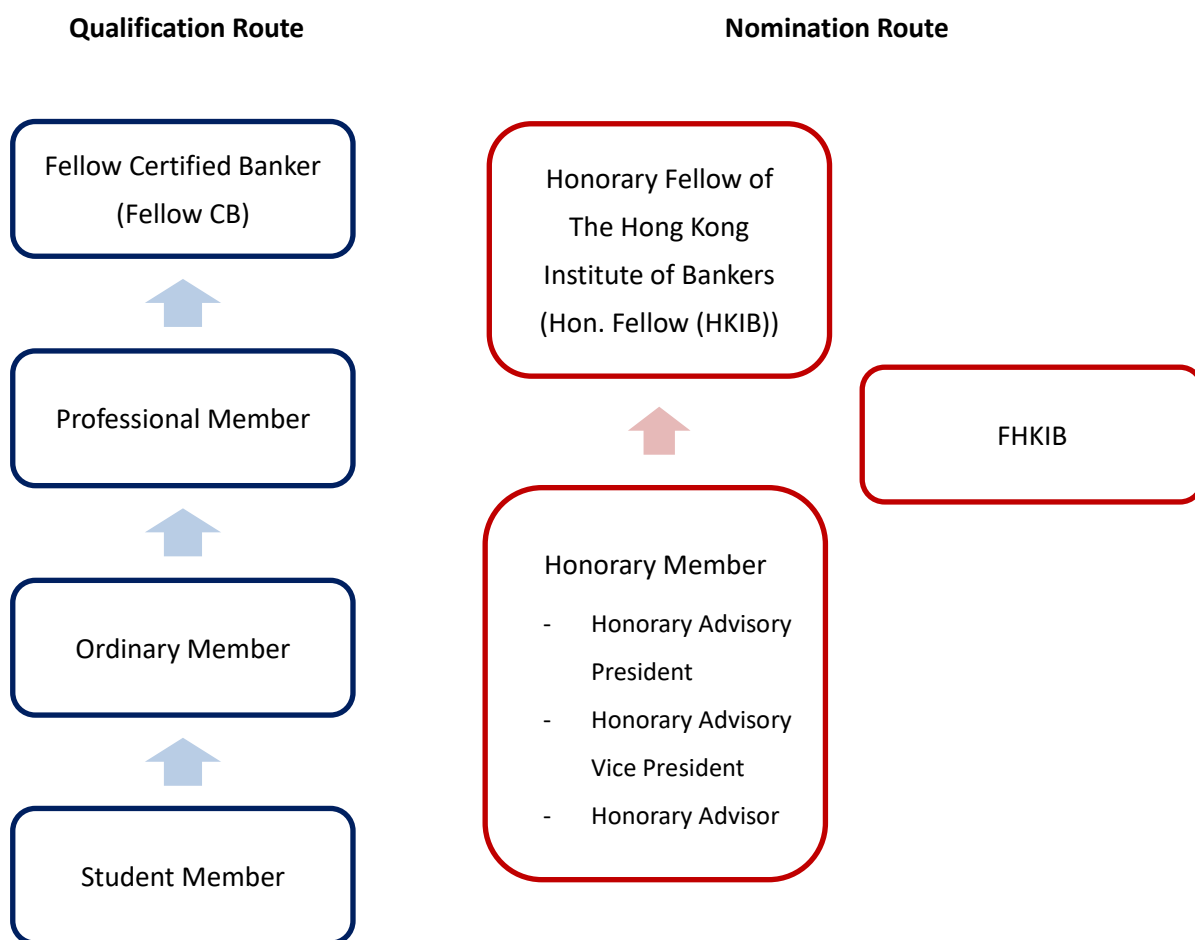 Qualification Route
Nomination Route
Fellow Certified Banker
(Fellow CB)
Professional Member
Ordinary Member
Student Member
Honorary Fellow of
The Hong Kong
Institute of Bankers
(Hon. Fellow (HKIB))
Honorary Member
- Honorary Advisory
President
- Honorary Advisory
Vice President
- Honorary Advisor
FHKIB